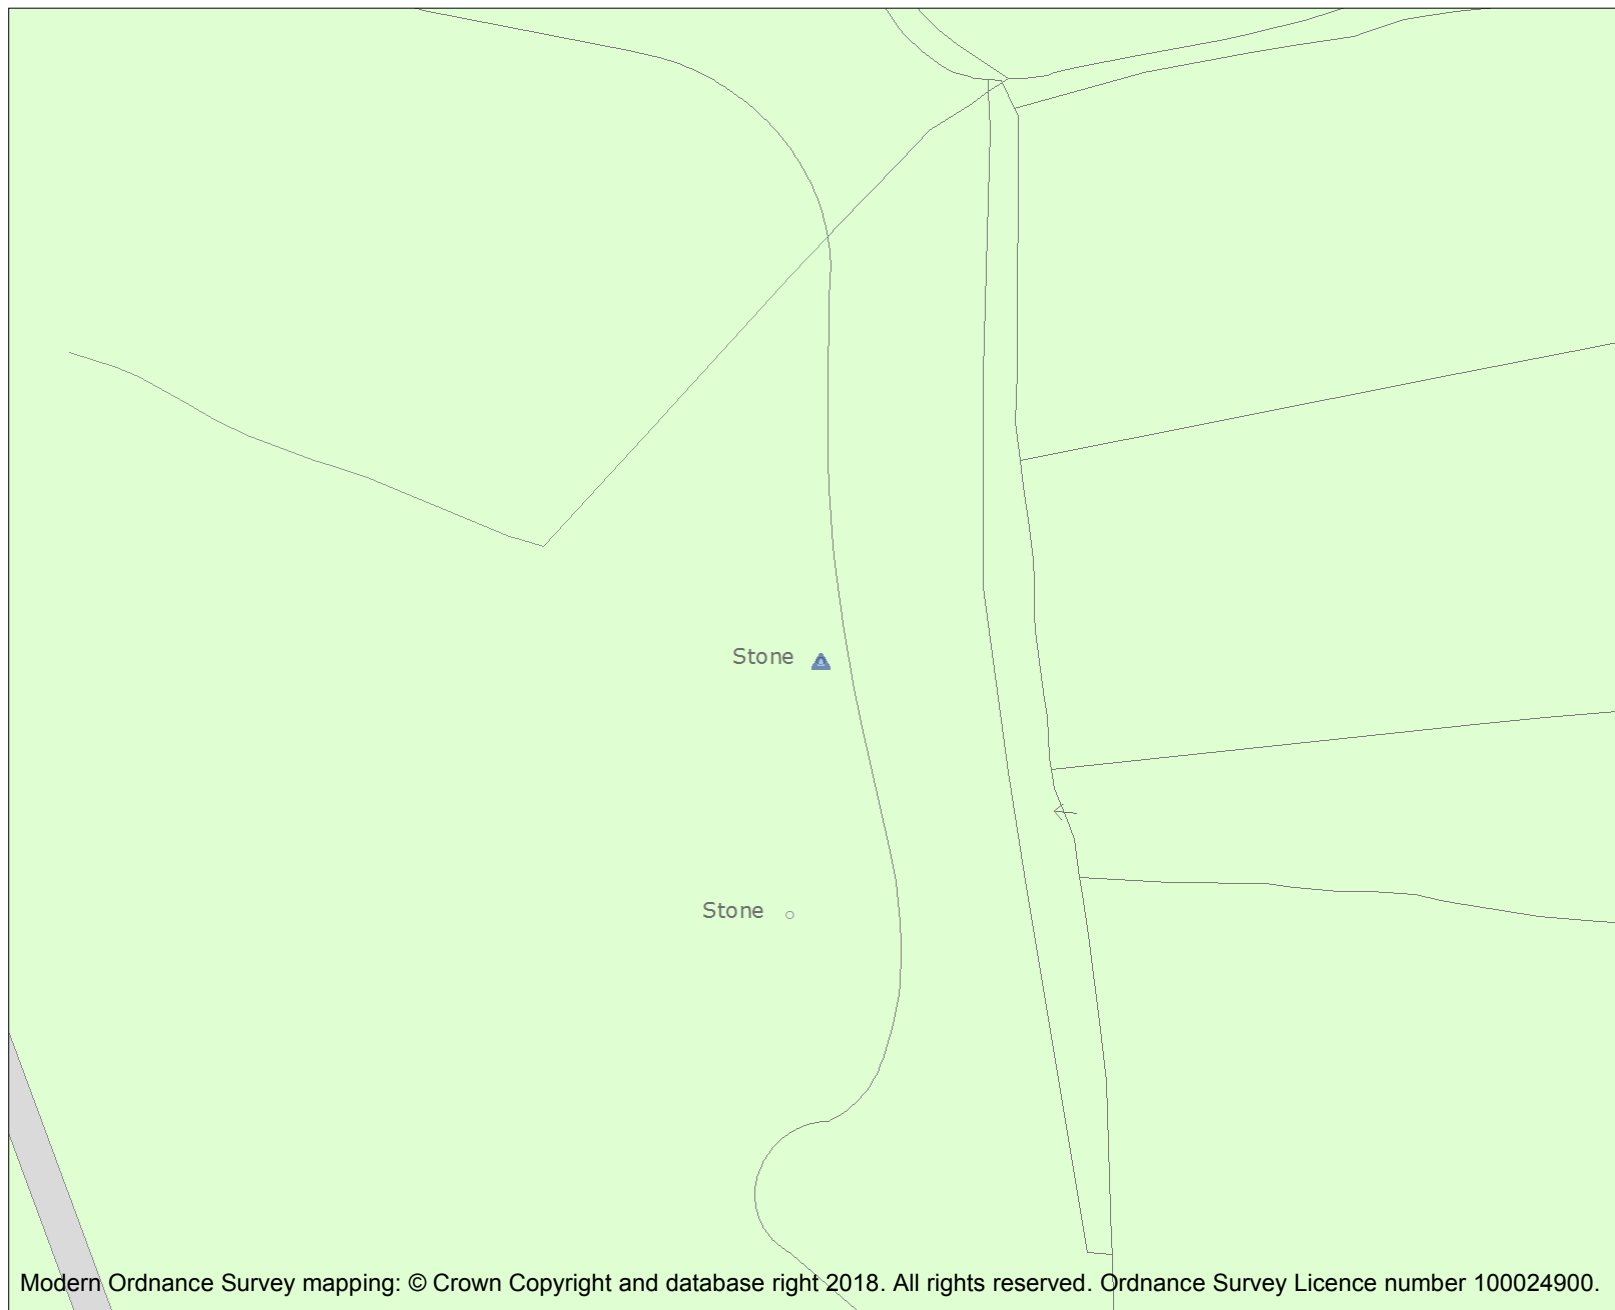 Stone
Stone
Modern Ordnance Survey mapping: © Crown Copyright and database right 2018. All rights reserved. Ordnance Survey Licence number 100024900.